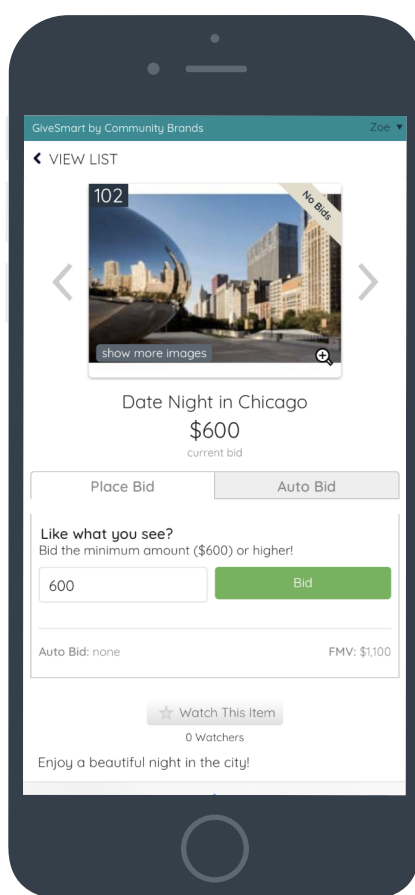 GiveSmart by Community Brands
Zoe ▼
VIEW LIST
102
No Bids
show more images
Date Night in Chicago
$600
current bid
Place Bid
Auto Bid
Like what you see?
Bid the minimum amount ($600) or higher!
600
Bid
Auto Bid: none
FMV: $1,100
Watch This Item
0 Watchers
Enjoy a beautiful night in the city!